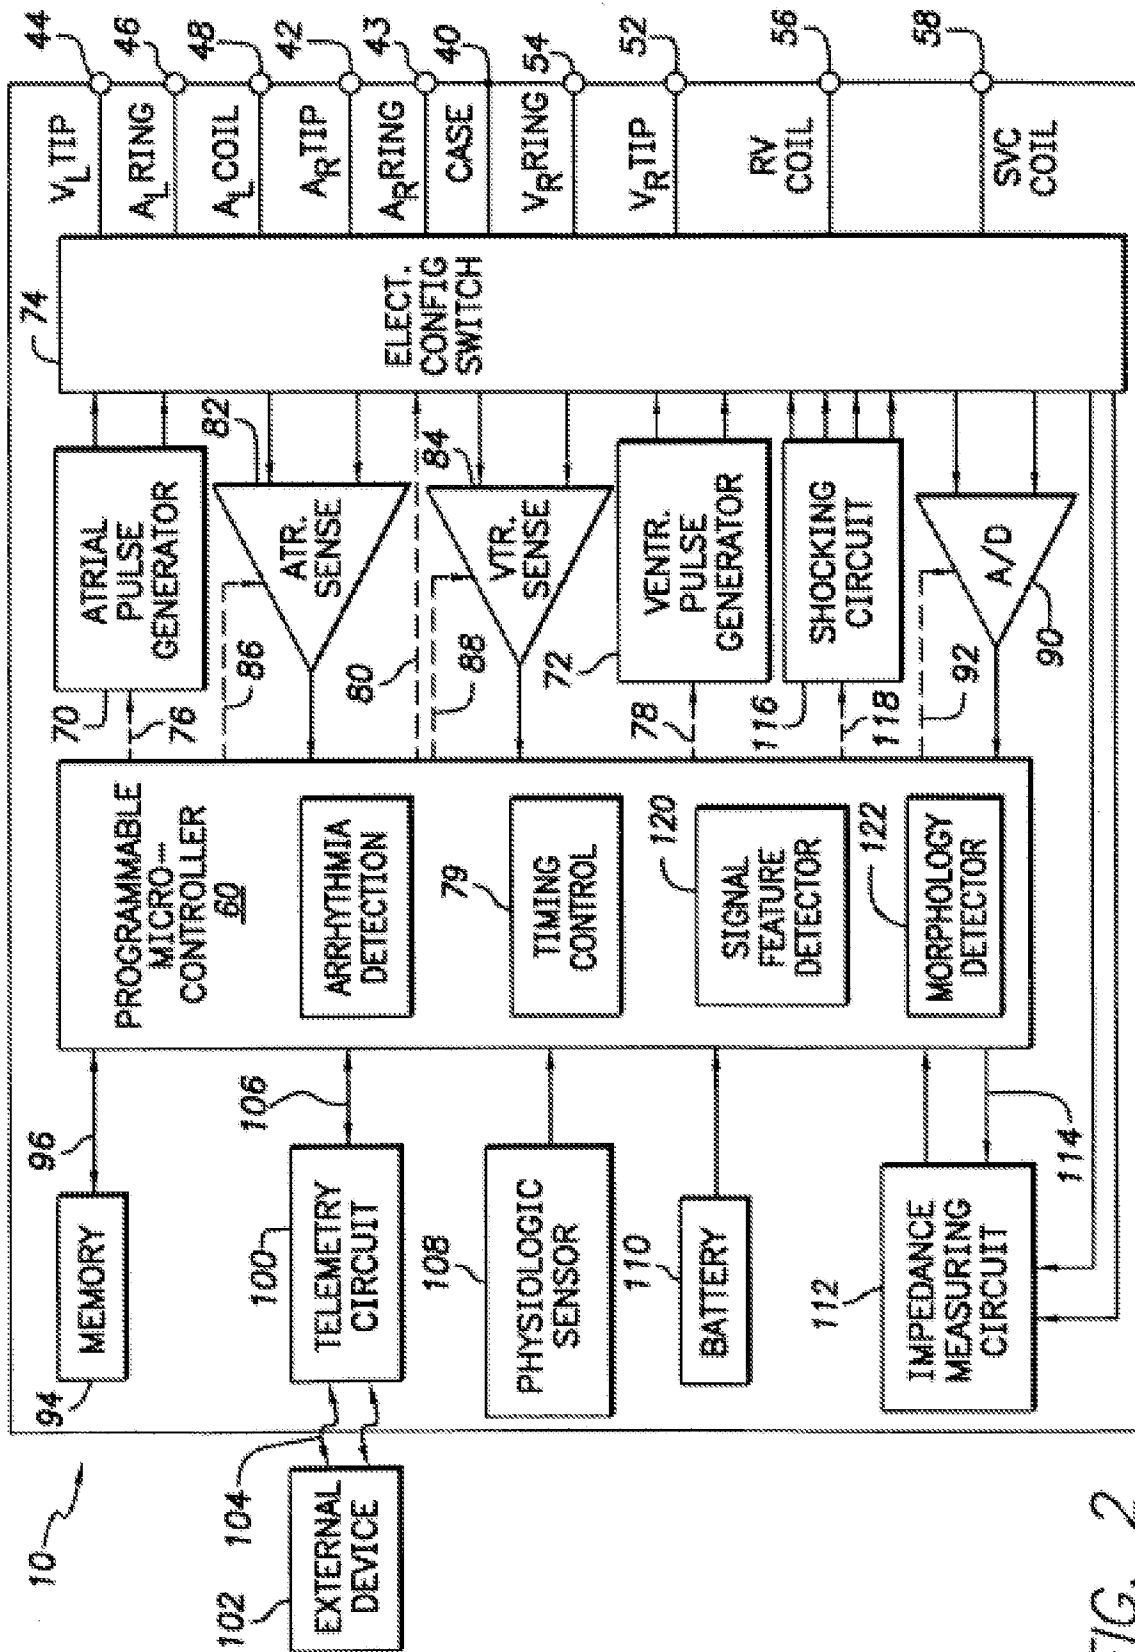 10
102
EXTERNAL
DEVICE
104
94
MEMORY
96
100
TELEMETRY
CIRCUIT
106
108
PHYSIOLOGIC
SENSOR
110
BATTERY
112
IMPEDANCE
MEASURING
CIRCUIT
114
PROGRAMMABLE
MICRO-
CONTROLLER
60
ARRHYTHMIA
DETECTION
79
TIMING
CONTROL
120
SIGNAL
FEATURE
DETECTOR
122
MORPHOLOGY
DETECTOR
70
76
ATRIAL
PULSE
GENERATOR
86
82
ATR.
SENSE
80
88
84
VTR.
SENSE
72
78
VENTR.
PULSE
GENERATOR
116
118
SHOCKING
CIRCUIT
92
A/D
90
74
ELECT.
CONFIG
SWITCH
VL TIP 44
AL RING 46
AL COIL 48
AR TIP 42
AR RING 43
CASE 40
VR RING 54
VR TIP 52
RV
COIL
56
SVC
COIL
58
FIG. 2